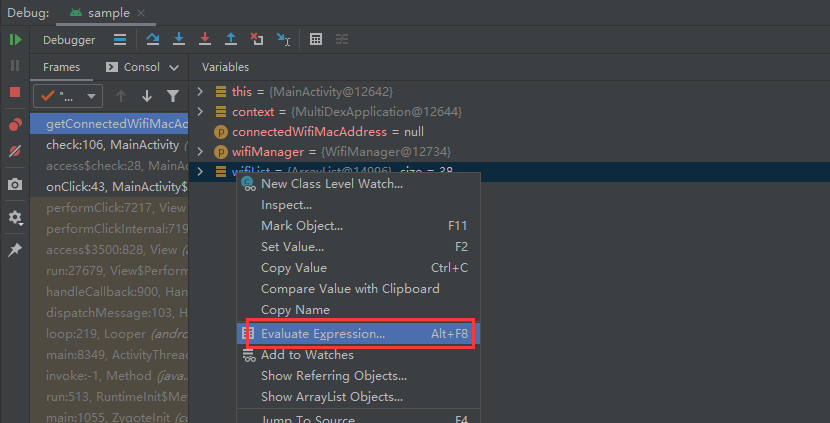 Debug: sample
Debugger
Frames Consol Variables
"...
getConnectedWifiMacAd
check:106, MainActivity (
access$check:28, MainAc
onClick:43, MainActivity$
performClick:7217, View
performClickInternal:719
access$3500:828, View (a
run:27679, View$Perform
handleCallback:900, Han
dispatchMessage:103, H
loop:219, Looper (andro
main:8349, ActivityThrea
invoke:-1, Method (java.
run:513, RuntimeInit$Me
main:1055, ZygoteInit (co
this = {MainActivity@12642}
context = {MultiDexApplication@12644}
connectedWifiMacAddress = null
wifiManager = {WifiManager@12734}
wifiList = {ArrayList@14996} size = 38
New Class Level Watch...
Inspect...
Mark Object... F11
Set Value... F2
Copy Value Ctrl+C
Compare Value with Clipboard
Copy Name
Evaluate Expression... Alt+F8
Add to Watches
Show Referring Objects...
Show ArrayList Objects...
Jump To Source F4